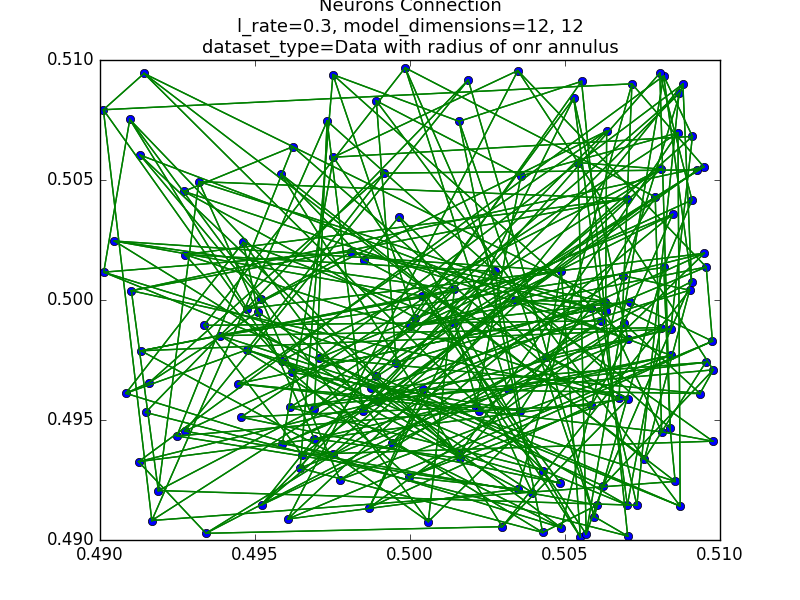 Neurons Connection
l_rate=0.3, model_dimensions=12, 12
dataset_type=Data with radius of onr annulus
0.510
0.505
0.500
0.495
0.490
0.490 0.495 0.500 0.505 0.510